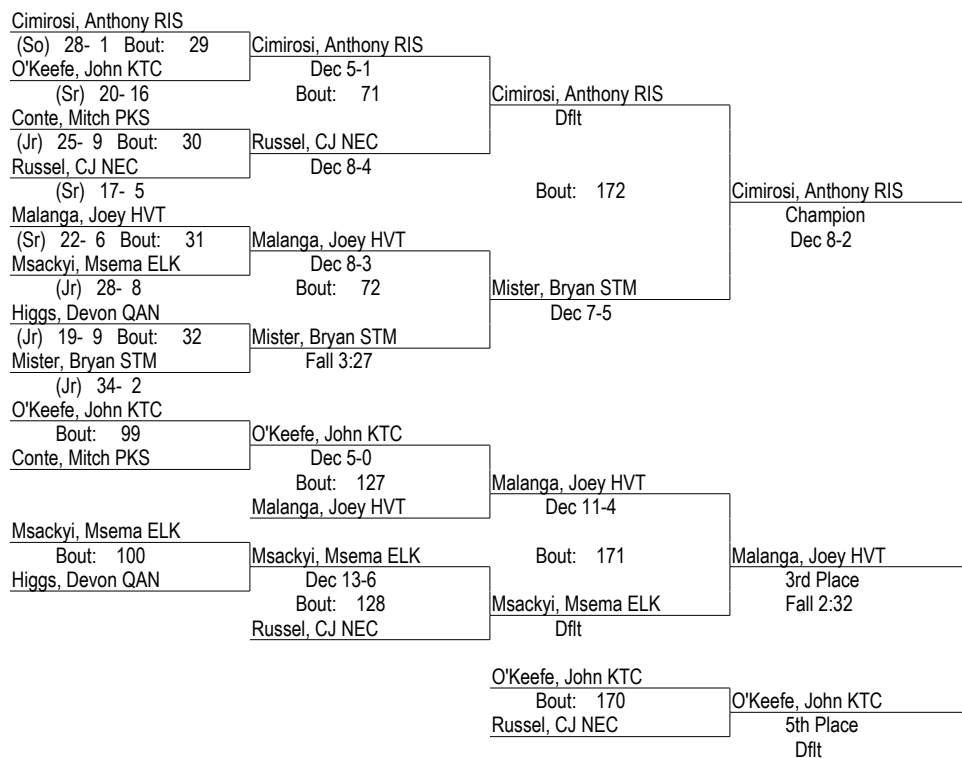 Cimirosi, Anthony RIS
(So) 28- 1 Bout: 29
O'Keefe, John KTC
(Sr) 20- 16
Conte, Mitch PKS
(Jr) 25- 9 Bout: 30
Russel, CJ NEC
(Sr) 17- 5
Malanga, Joey HVT
(Sr) 22- 6 Bout: 31
Msackyi, Msema ELK
(Jr) 28- 8
Higgs, Devon QAN
(Jr) 19- 9 Bout: 32
Mister, Bryan STM
(Jr) 34- 2
Cimirosi, Anthony RIS
Dec 5-1
Bout: 71
Russel, CJ NEC
Dec 8-4
Malanga, Joey HVT
Dec 8-3
Bout: 72
Mister, Bryan STM
Fall 3:27
Cimirosi, Anthony RIS
Dflt
Bout: 172
Mister, Bryan STM
Dec 7-5
Cimirosi, Anthony RIS
Champion
Dec 8-2
O'Keefe, John KTC
Bout: 99
Conte, Mitch PKS
Msackyi, Msema ELK
Bout: 100
Higgs, Devon QAN
O'Keefe, John KTC
Dec 5-0
Bout: 127
Malanga, Joey HVT
Msackyi, Msema ELK
Dec 13-6
Bout: 128
Russel, CJ NEC
Malanga, Joey HVT
Dec 11-4
Bout: 171
Msackyi, Msema ELK
Dflt
Malanga, Joey HVT
3rd Place
Fall 2:32
O'Keefe, John KTC
Bout: 170
Russel, CJ NEC
O'Keefe, John KTC
5th Place
Dflt